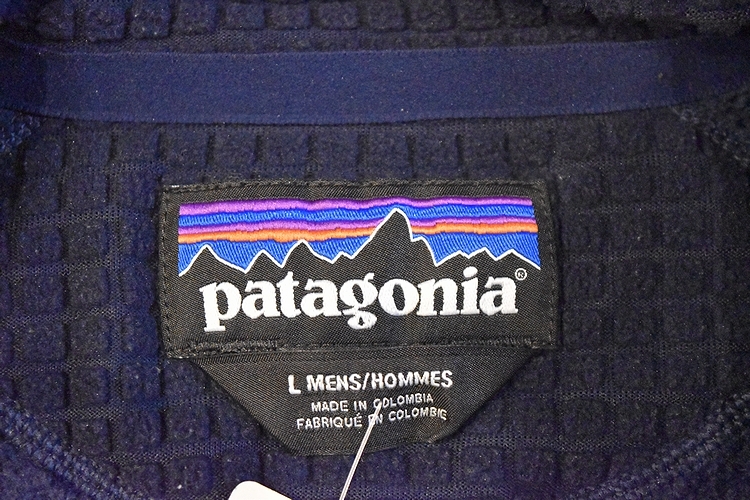 patagonia®
L MENS/HOMMES
MADE IN COLOMBIA
FABRIQUÉ EN COLOMBIE